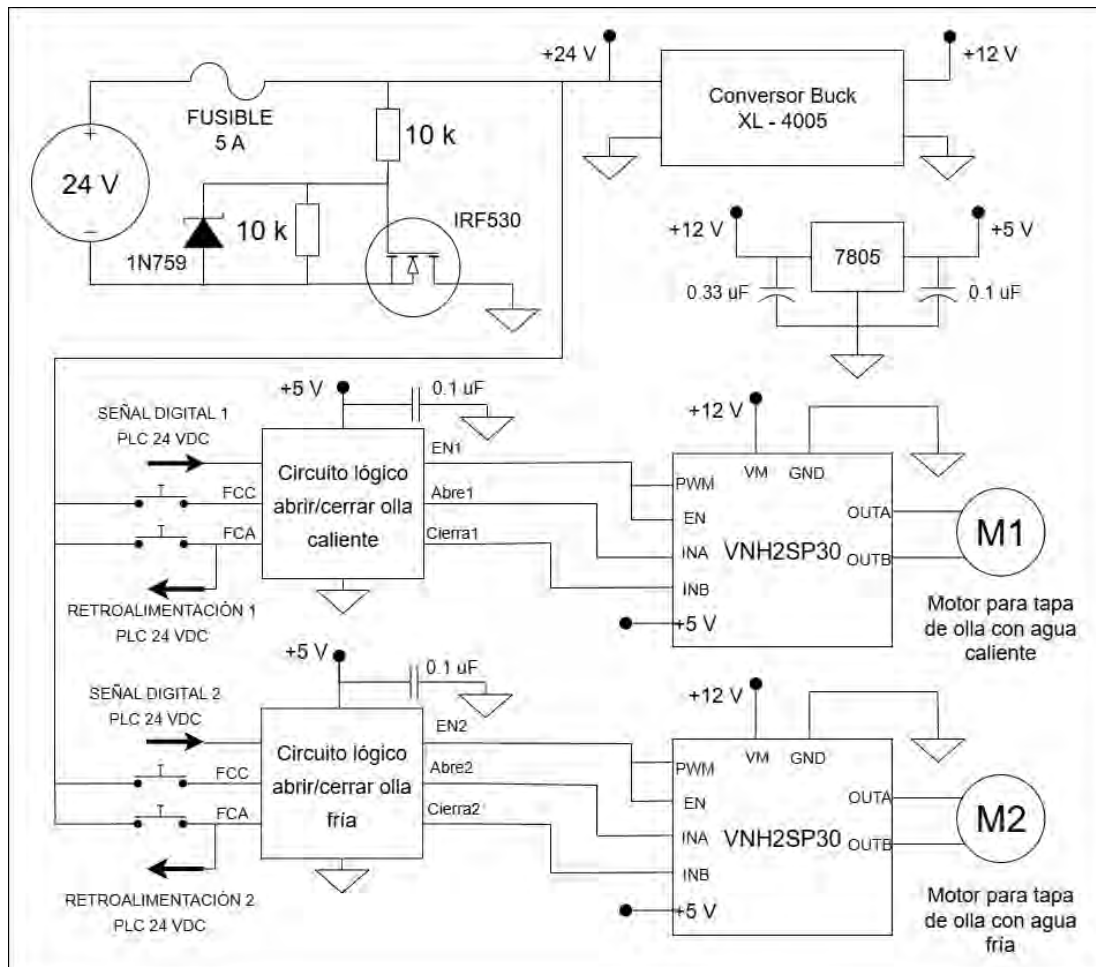 +24 V
+12 V
Conversor Buck
XL - 4005
FUSIBLE
5 A
10 k
24 V
+
−
10 k
1N759
IRF530
+12 V
7805
+5 V
0.33 uF
0.1 uF
+5 V
0.1 uF
SEÑAL DIGITAL 1
PLC 24 VDC
FCC
FCA
Circuito lógico
abrir/cerrar olla
caliente
EN1
Abre1
Cierra1
RETROALIMENTACIÓN 1
PLC 24 VDC
+12 V
VM
GND
PWM
EN
INA
INB
+5 V
VNH2SP30
OUTA
OUTB
M1
Motor para tapa
de olla con agua
caliente
+5 V
0.1 uF
SEÑAL DIGITAL 2
PLC 24 VDC
FCC
FCA
Circuito lógico
abrir/cerrar olla
fría
EN2
Abre2
Cierra2
RETROALIMENTACIÓN 2
PLC 24 VDC
+12 V
VM
GND
PWM
EN
INA
INB
+5 V
VNH2SP30
OUTA
OUTB
M2
Motor para tapa
de olla con agua
fría